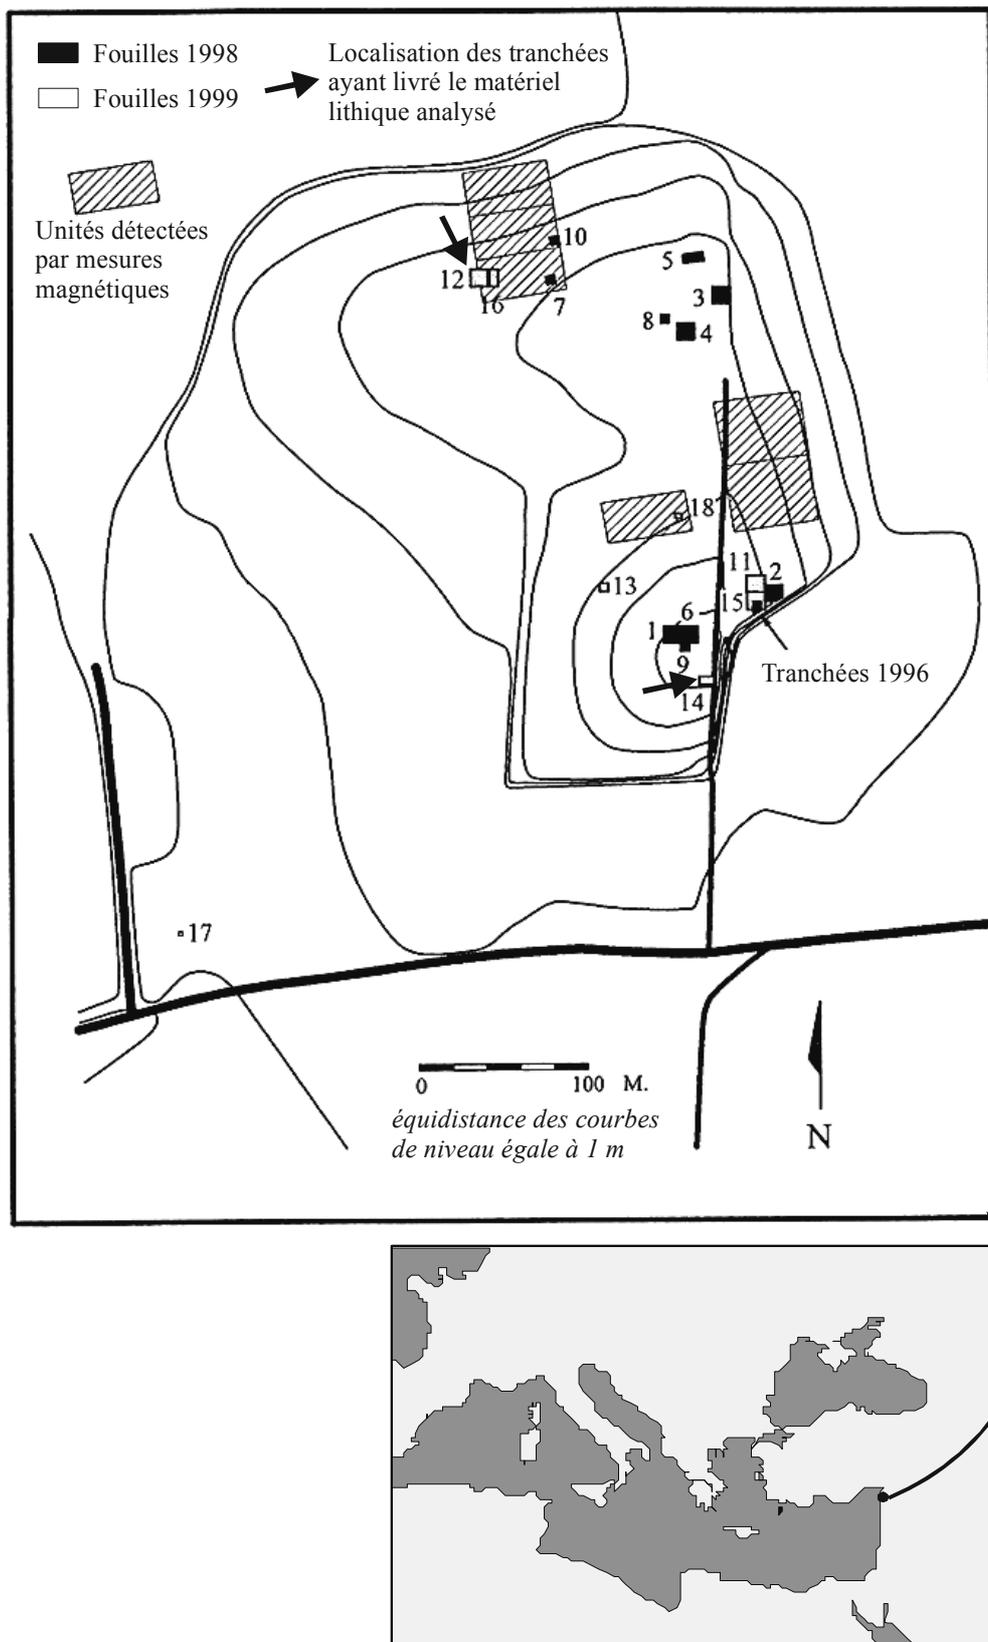 Fouilles 1998
Fouilles 1999
Localisation des tranchées
ayant livré le matériel
lithique analysé
Unités détectées
par mesures
magnétiques
10
12
16
7
5
3
8
4
18
11
2
13
15
6
1
9
14
Tranchées 1996
17
0 100 M.
équidistance des courbes
de niveau égale à 1 m
N